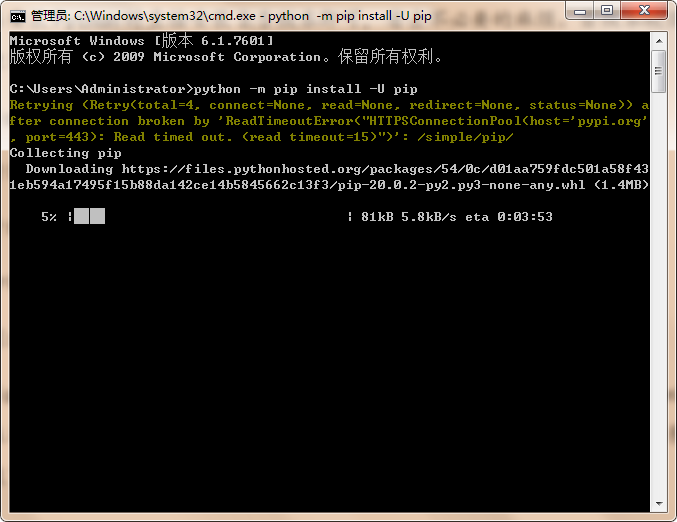 管理员: C:\Windows\system32\cmd.exe - python  -m pip install -U pip
Microsoft Windows [版本 6.1.7601]
版权所有 (c) 2009 Microsoft Corporation。保留所有权利。
C:\Users\Administrator>python -m pip install -U pip
Retrying (Retry(total=4, connect=None, read=None, redirect=None, status=None)) a
fter connection broken by 'ReadTimeoutError("HTTPSConnectionPool(host='pypi.org'
, port=443): Read timed out. (read timeout=15)")': /simple/pip/
Collecting pip
  Downloading https://files.pythonhosted.org/packages/54/0c/d01aa759fdc501a58f43
1eb594a17495f15b88da142ce14b5845662c13f3/pip-20.0.2-py2.py3-none-any.whl (1.4MB)
    5% |██                              | 81kB 5.8kB/s eta 0:03:53